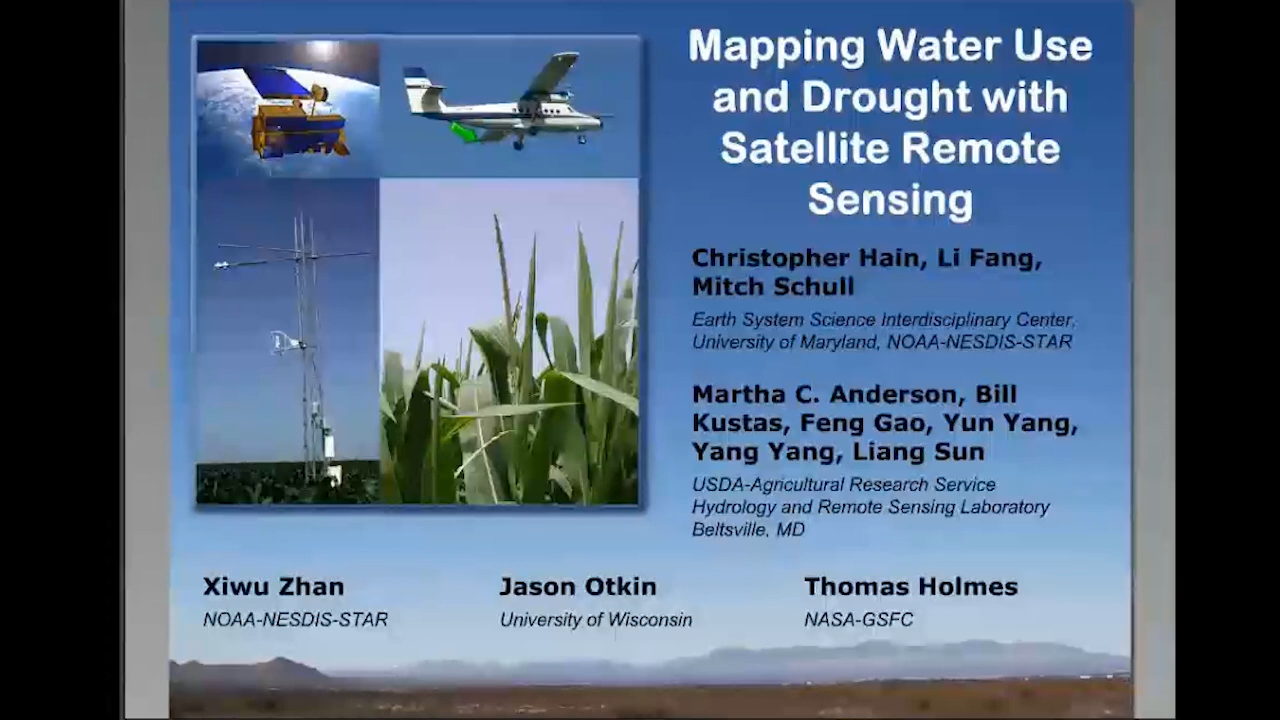 Mapping Water Use
and Drought with
Satellite Remote
Sensing
Christopher Hain, Li Fang,
Mitch Schull
Earth System Science Interdisciplinary Center,
University of Maryland, NOAA-NESDIS-STAR
Martha C. Anderson, Bill
Kustas, Feng Gao, Yun Yang,
Yang Yang, Liang Sun
USDA-Agricultural Research Service
Hydrology and Remote Sensing Laboratory
Beltsville, MD
Xiwu Zhan
NOAA-NESDIS-STAR
Jason Otkin
University of Wisconsin
Thomas Holmes
NASA-GSFC